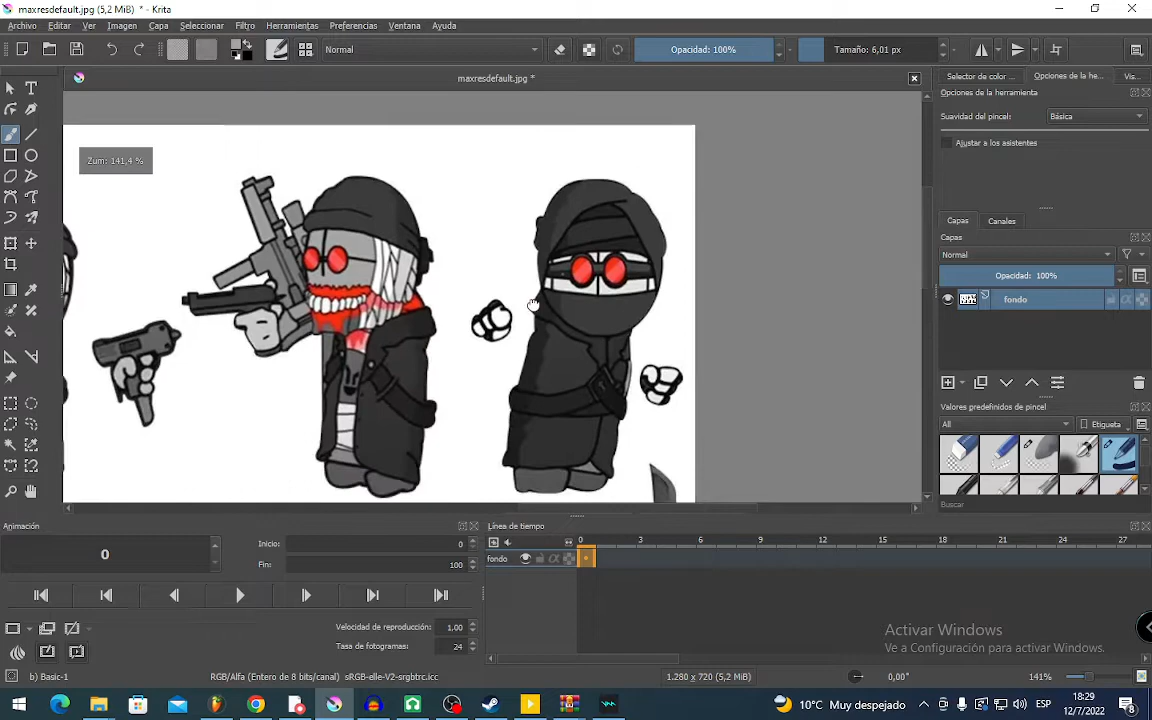 maxresdefault.jpg (5,2 MiB) * - Krita
Archivo Editar Ver Imagen Capa Seleccionar Filtro Herramientas Preferencias Ventana Ayuda
Normal Opacidad: 100% Tamaño: 6,01 px
maxresdefault.jpg *
Selector de color ... Opciones de la he... Vis...
Opciones de la herramienta
Suavidad del pincel: Básica
Ajustar a los asistentes
Zúm: 141,4 %
Capas Canales
Capas
Normal
Opacidad: 100%
fondo
Valores predefinidos de pincel
All Etiqueta
Buscar
Animación
Línea de tiempo
0
Inicio: 0
Fin: 100
0 3 6 9 12 15 18 21 24 27
fondo
Velocidad de reproducción: 1,00
Tasa de fotogramas: 24
Activar Windows
Ve a Configuración para activar Windows.
b) Basic-1 RGB/Alfa (Entero de 8 bits/canal) sRGB-elle-V2-srgbtrc.icc 1.280 x 720 (5,2 MiB) 0,00° 141%
10°C Muy despejado ESP 18:29
12/7/2022
8